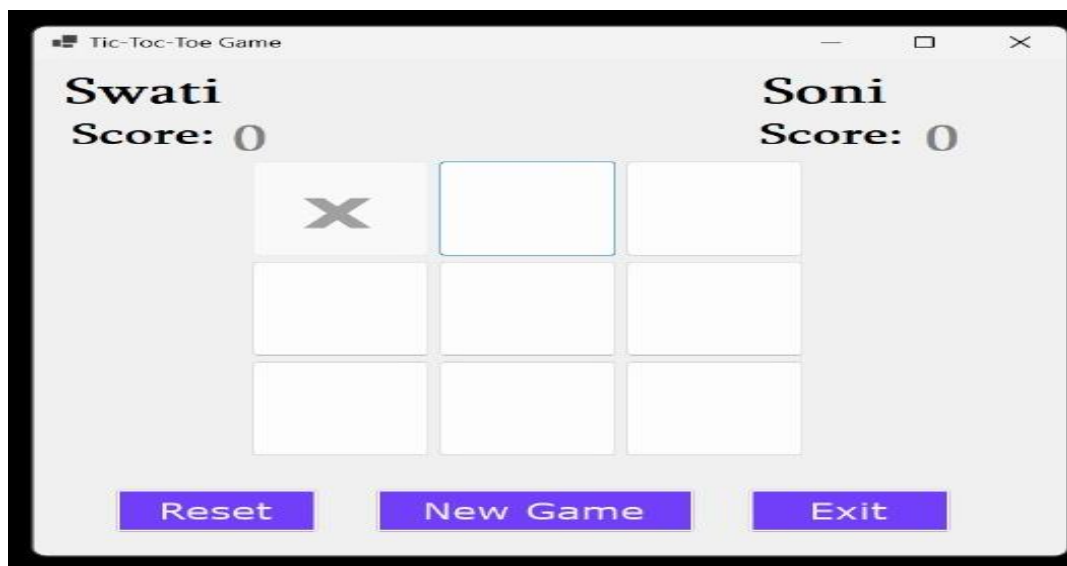 Tic-Toc-Toe Game
Swati
Soni
Score: 0
Score: 0
X
Reset
New Game
Exit